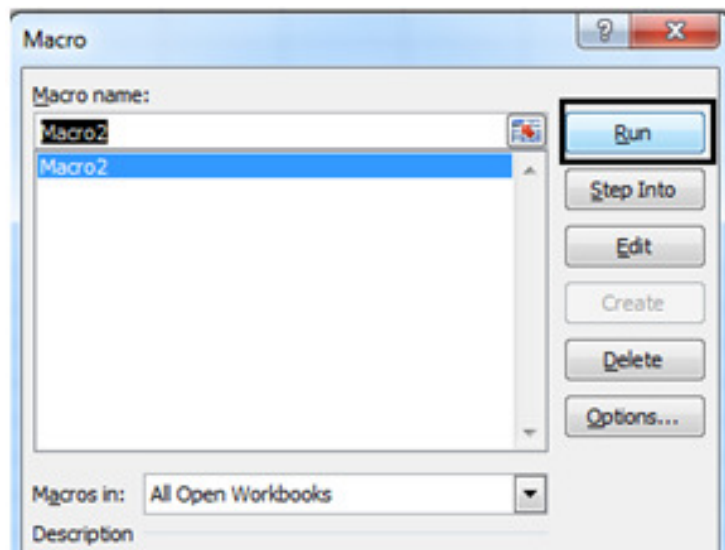 Macro
Macro name:
Macro2
Run
Macro2
Step Into
Edit
Create
Delete
Options...
Macros in: All Open Workbooks
Description